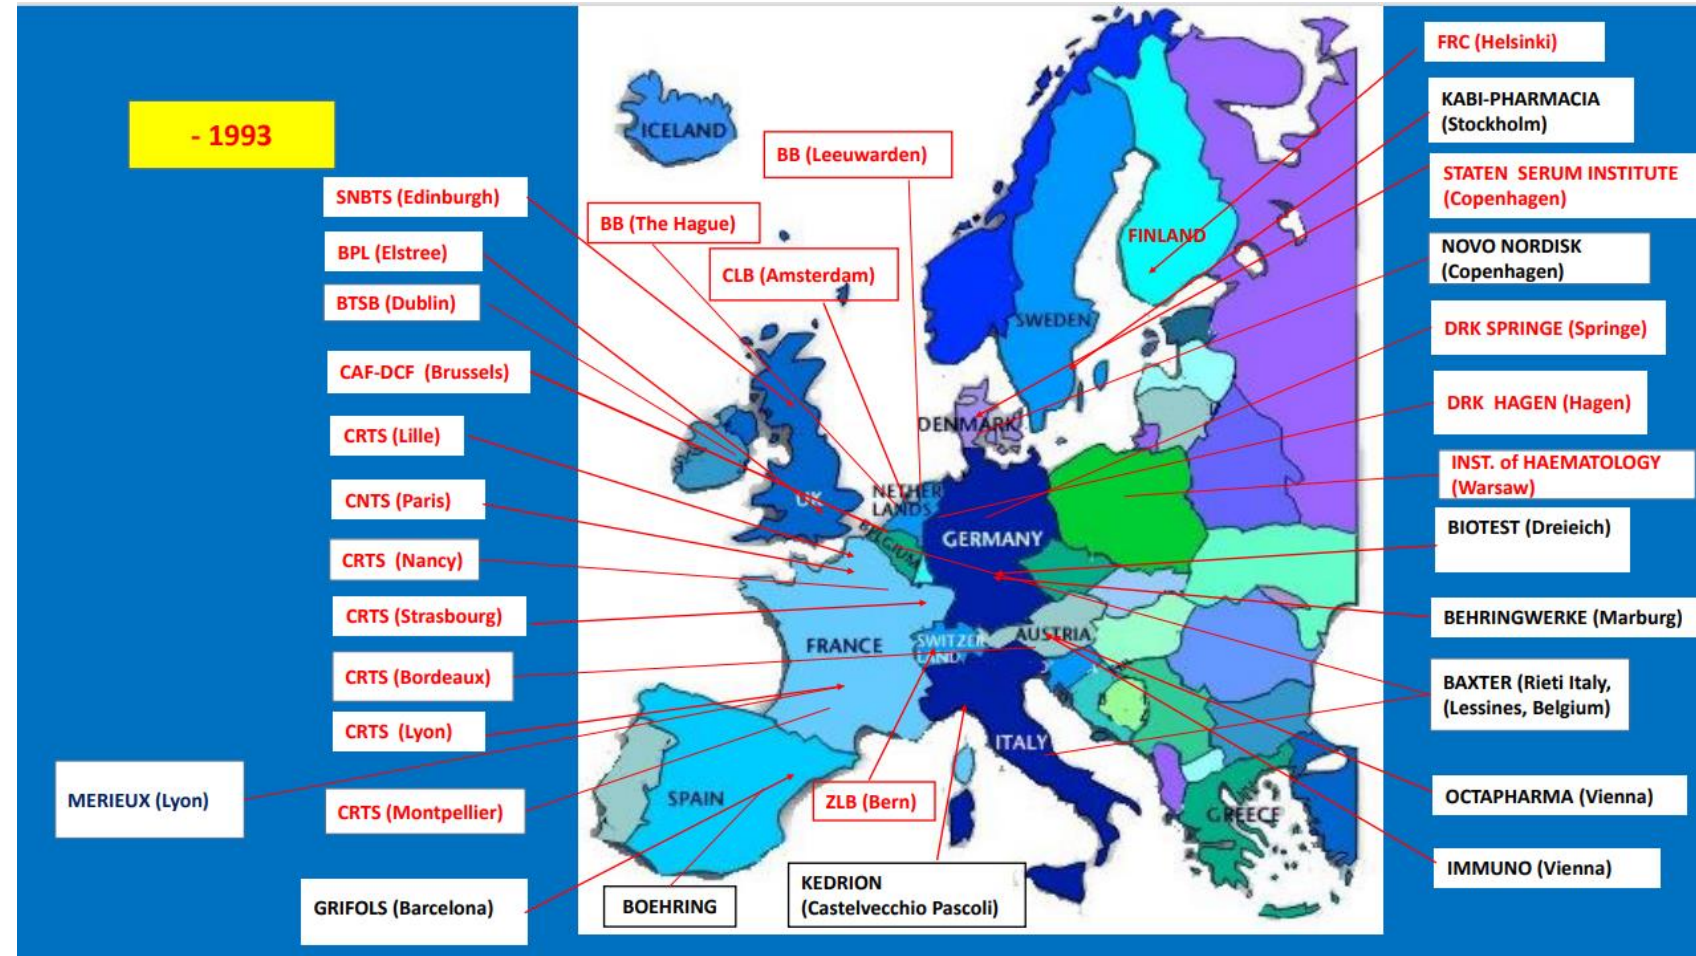 - 1993
SNBTS (Edinburgh)
BPL (Elstree)
BTSB (Dublin)
CAF-DCF (Brussels)
CRTS (Lille)
CNTS (Paris)
CRTS (Nancy)
CRTS (Strasbourg)
CRTS (Bordeaux)
CRTS (Lyon)
MERIEUX (Lyon)
CRTS (Montpellier)
GRIFOLS (Barcelona)
BB (Leeuwarden)
BB (The Hague)
CLB (Amsterdam)
ICELAND
FINLAND
SWEDEN
DENMARK
UK
NETHER
LANDS
BELGIUM
GERMANY
FRANCE
SWITZER
LAND
AUSTRIA
ITALY
SPAIN
GREECE
ZLB (Bern)
BOEHRING
KEDRION
(Castelvecchio Pascoli)
FRC (Helsinki)
KABI-PHARMACIA
(Stockholm)
STATEN SERUM INSTITUTE
(Copenhagen)
NOVO NORDISK
(Copenhagen)
DRK SPRINGE (Springe)
DRK HAGEN (Hagen)
INST. of HAEMATOLOGY
(Warsaw)
BIOTEST (Dreieich)
BEHRINGWERKE (Marburg)
BAXTER (Rieti Italy,
(Lessines, Belgium)
OCTAPHARMA (Vienna)
IMMUNO (Vienna)